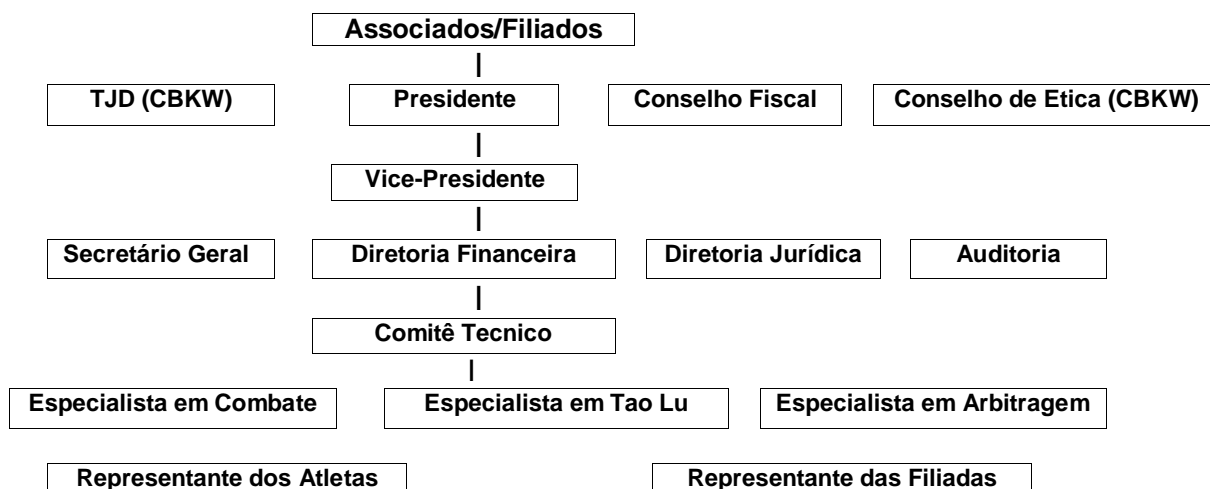 Associados/Filiados
TJD (CBKW) Presidente Conselho Fiscal Conselho de Etica (CBKW)
Vice-Presidente
Secretário Geral Diretoria Financeira Diretoria Jurídica Auditoria
Comitê Tecnico
Especialista em Combate Especialista em Tao Lu Especialista em Arbitragem
Representante dos Atletas Representante das Filiadas